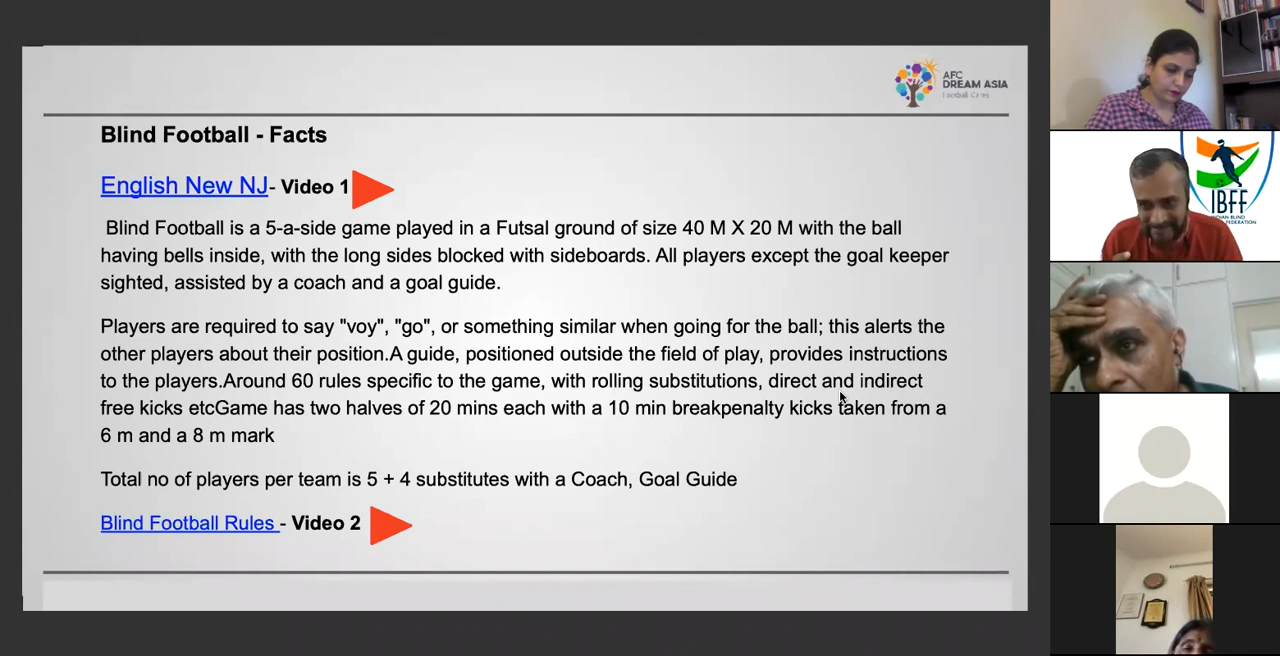 AFC
DREAM ASIA
Football Cares
Blind Football - Facts
English New NJ- Video 1
Blind Football is a 5-a-side game played in a Futsal ground of size 40 M X 20 M with the ball
having bells inside, with the long sides blocked with sideboards. All players except the goal keeper
sighted, assisted by a coach and a goal guide.
Players are required to say "voy", "go", or something similar when going for the ball; this alerts the
other players about their position.A guide, positioned outside the field of play, provides instructions
to the players.Around 60 rules specific to the game, with rolling substitutions, direct and indirect
free kicks etcGame has two halves of 20 mins each with a 10 min breakpenalty kicks taken from a
6 m and a 8 m mark
Total no of players per team is 5 + 4 substitutes with a Coach, Goal Guide
Blind Football Rules - Video 2
IBFF
FEDERATION